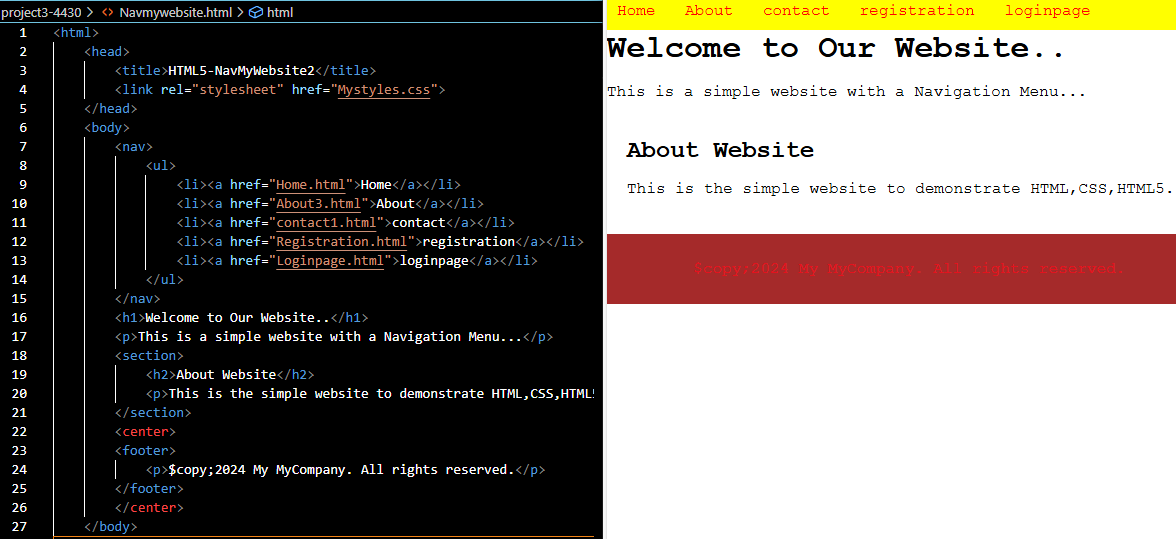 project3-4430 > <> Navmywebsite.html > html
1 <html>
2 <head>
3 <title>HTML5-NavMyWebsite2</title>
4 <link rel="stylesheet" href="Mystyles.css">
5 </head>
6 <body>
7 <nav>
8 <ul>
9 <li><a href="Home.html">Home</a></li>
10 <li><a href="About3.html">About</a></li>
11 <li><a href="contact1.html">contact</a></li>
12 <li><a href="Registration.html">registration</a></li>
13 <li><a href="Loginpage.html">loginpage</a></li>
14 </ul>
15 </nav>
16 <h1>Welcome to Our Website..</h1>
17 <p>This is a simple website with a Navigation Menu...</p>
18 <section>
19 <h2>About Website</h2>
20 <p>This is the simple website to demonstrate HTML,CSS,HTML5
21 </section>
22 <center>
23 <footer>
24 <p>$copy;2024 My MyCompany. All rights reserved.</p>
25 </footer>
26 </center>
27 </body>
Home About contact registration loginpage
Welcome to Our Website..
This is a simple website with a Navigation Menu...
About Website
This is the simple website to demonstrate HTML,CSS,HTML5.
$copy;2024 My MyCompany. All rights reserved.